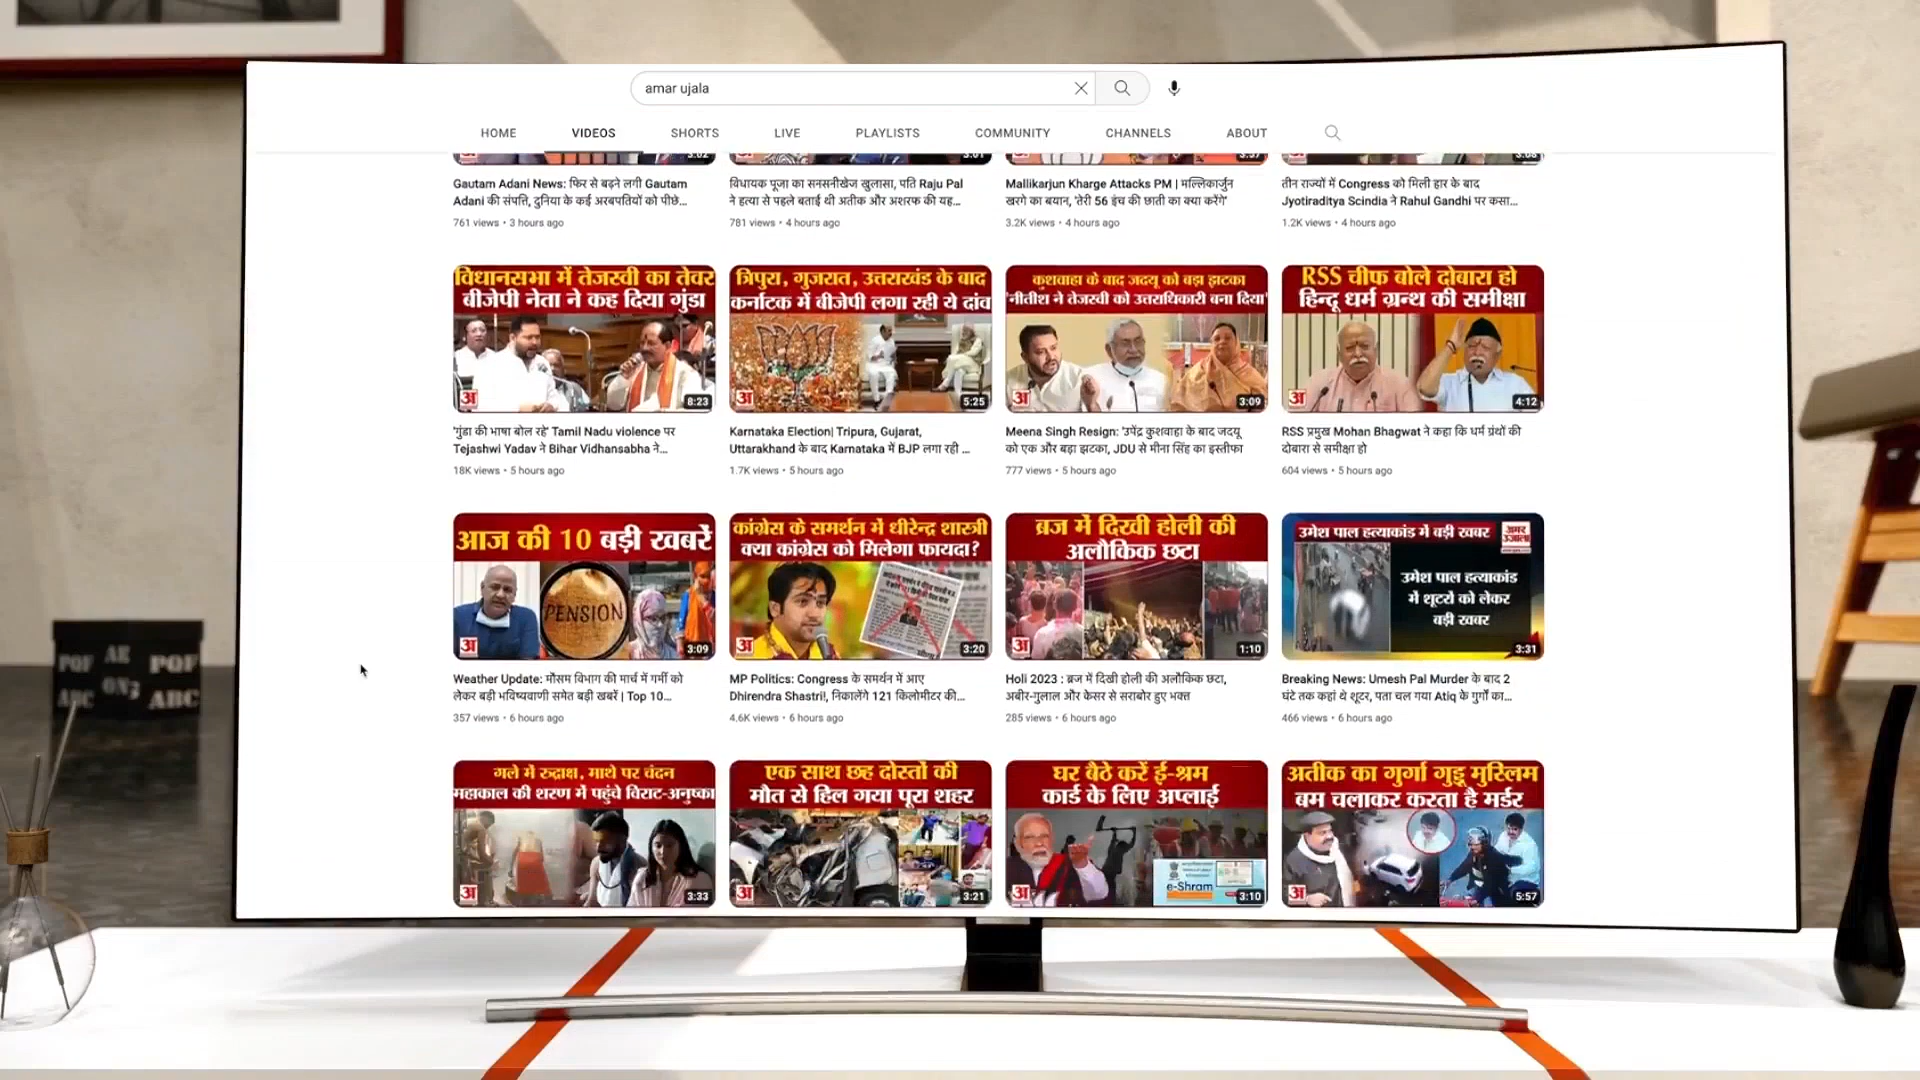 amar ujala
HOME VIDEOS SHORTS LIVE PLAYLISTS COMMUNITY CHANNELS ABOUT
3:02
3:01
3:37
3:08
Gautam Adani News: फिर से बढ़ने लगी Gautam
Adani की संपत्ति, दुनिया के कई अरबपतियों को पीछे...
761 views • 3 hours ago
विधायक पूजा का सनसनीखेज खुलासा, पति Raju Pal
ने हत्या से पहले बताई थी अतीक और अशरफ की यह...
781 views • 4 hours ago
Mallikarjun Kharge Attacks PM | मल्लिकार्जुन
खरगे का बयान, 'तेरी 56 इंच की छाती का क्या करेंगे'
3.2K views • 4 hours ago
तीन राज्यों में Congress को मिली हार के बाद
Jyotiraditya Scindia ने Rahul Gandhi पर कसा...
1.2K views • 4 hours ago
विधानसभा में तेजस्वी का तेवर
बीजेपी नेता ने कह दिया गुंडा
अ
8:23
'गुंडा की भाषा बोल रहे' Tamil Nadu violence पर
Tejashwi Yadav ने Bihar Vidhansabha ने...
18K views • 5 hours ago
त्रिपुरा, गुजरात, उत्तराखंड के बाद
कर्नाटक में बीजेपी लगा रही ये दांव
अ
5:25
Karnataka Election| Tripura, Gujarat,
Uttarakhand के बाद Karnataka में BJP लगा रही ...
1.7K views • 5 hours ago
कुशवाहा के बाद जदयू को बड़ा झटका
'नीतीश ने तेजस्वी को उत्तराधिकारी बना दिया'
अ
3:09
Meena Singh Resign: 'उपेंद्र कुशवाहा के बाद जदयू
को एक और बड़ा झटका, JDU से मीना सिंह का इस्तीफा
777 views • 5 hours ago
RSS चीफ बोले दोबारा हो
हिन्दू धर्म ग्रन्थ की समीक्षा
अ
4:12
RSS प्रमुख Mohan Bhagwat ने कहा कि धर्म ग्रंथों की
दोबारा से समीक्षा हो
604 views • 5 hours ago
आज की 10 बड़ी खबरें
PENSION
अ
3:09
Weather Update: मौसम विभाग की मार्च में गर्मी को
लेकर बड़ी भविष्यवाणी समेत बड़ी खबरें | Top 10...
357 views • 6 hours ago
कांग्रेस के समर्थन में धीरेन्द्र शास्त्री
क्या कांग्रेस को मिलेगा फायदा?
अ
3:20
MP Politics: Congress के समर्थन में आए
Dhirendra Shastri!, निकालेंगे 121 किलोमीटर की...
4.6K views • 6 hours ago
ब्रज में दिखी होली की
अलौकिक छटा
अ
1:10
Holi 2023 : ब्रज में दिखी होली की अलौकिक छटा,
अबीर-गुलाल और केसर से सराबोर हुए भक्त
285 views • 6 hours ago
उमेश पाल हत्याकांड में बड़ी खबर
अमर
उजाला
उमेश पाल हत्याकांड
में शूटरों को लेकर
बड़ी खबर
3:31
Breaking News: Umesh Pal Murder के बाद 2
घंटे तक कहां थे शूटर, पता चल गया Atiq के गुर्गों का...
466 views • 6 hours ago
गले में रुद्राक्ष, माथे पर चंदन
महाकाल की शरण में पहुंचे विराट-अनुष्का
अ
3:33
एक साथ छह दोस्तों की
मौत से हिल गया पूरा शहर
अ
3:21
घर बैठे करें ई-श्रम
कार्ड के लिए अप्लाई
e-Shram
अ
3:10
अतीक का गुर्गा गुड्डू मुस्लिम
बम चलाकर करता है मर्डर
अ
5:57